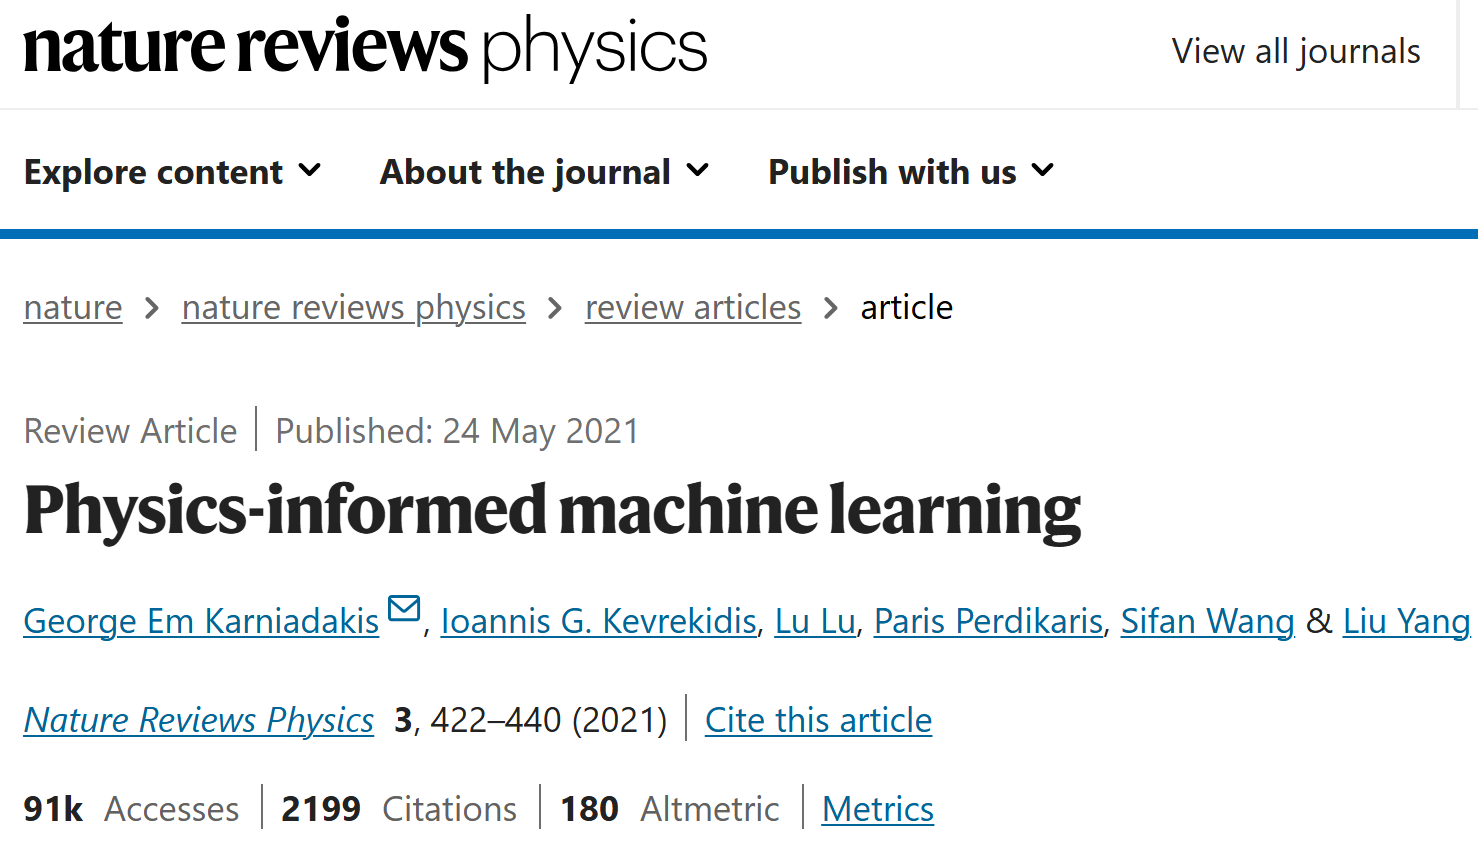 nature reviews physics
View all journals
Explore content
About the journal
Publish with us
nature > nature reviews physics > review articles > article
Review Article | Published: 24 May 2021
Physics-informed machine learning
George Em Karniadakis, Ioannis G. Kevrekidis, Lu Lu, Paris Perdikaris, Sifan Wang & Liu Yang
Nature Reviews Physics 3, 422–440 (2021) | Cite this article
91k Accesses | 2199 Citations | 180 Altmetric | Metrics